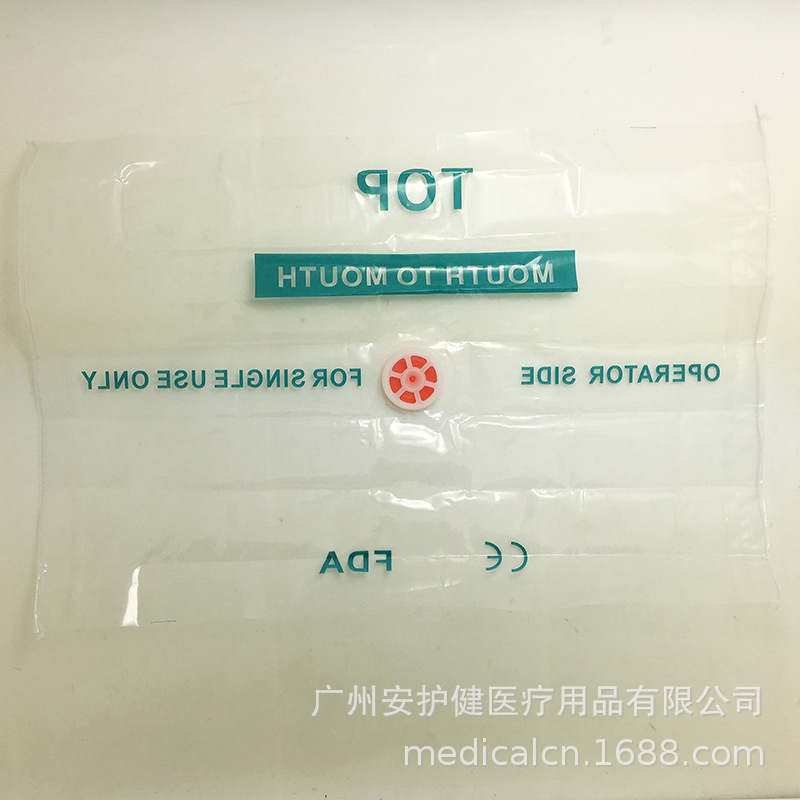 TOP
MOUTH TO MOUTH
FOR SINGLE USE ONLY
OPERATOR SIDE
FDA
CE
广州安护健医疗用品有限公司
medicalcn.1688.com